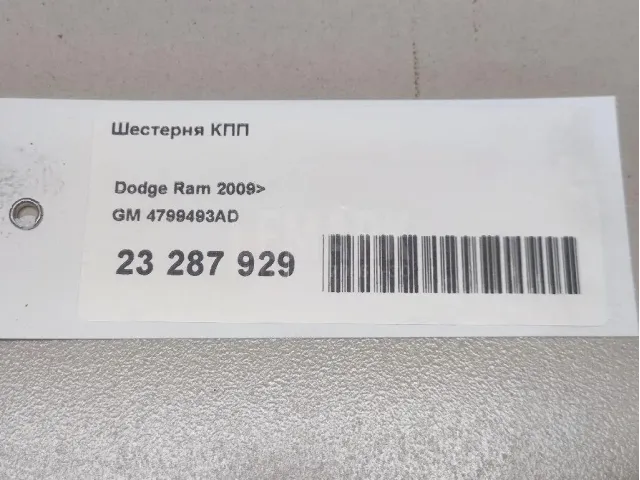 Шестерня КПП
Dodge Ram 2009>
GM 4799493AD
23 287 929